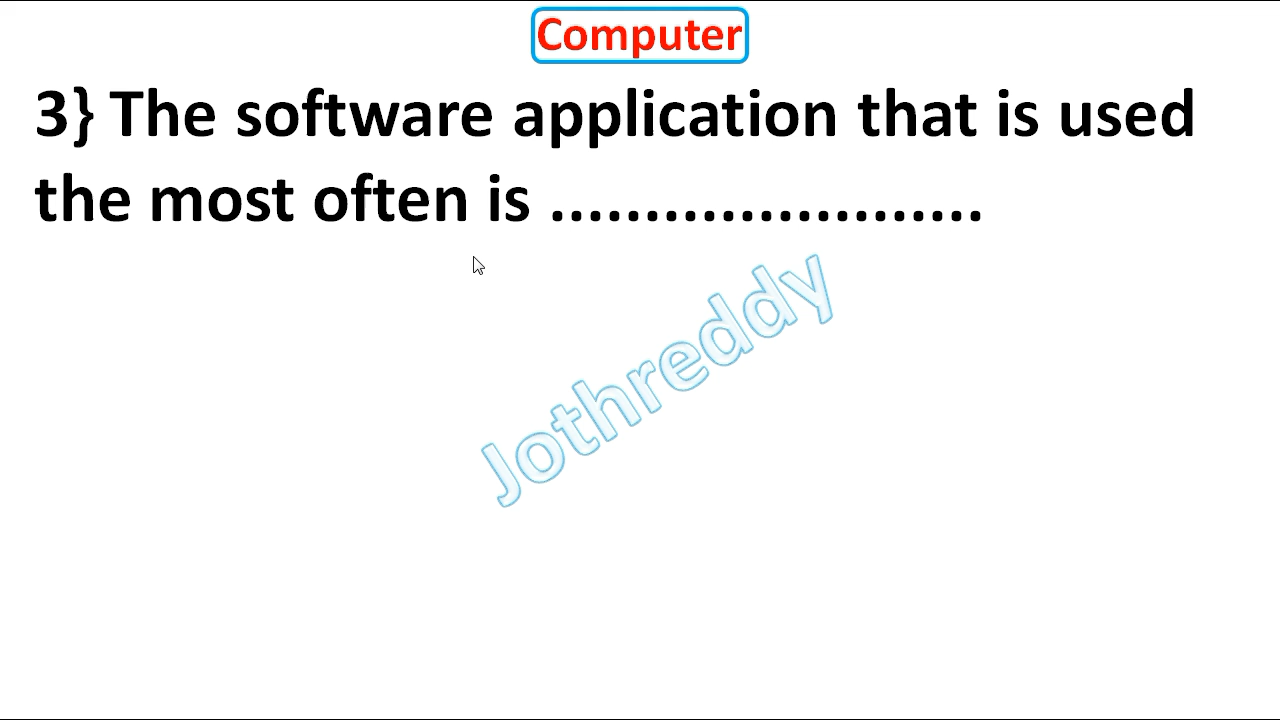 Computer
3} The software application that is used
the most often is .......................
Jothreddy